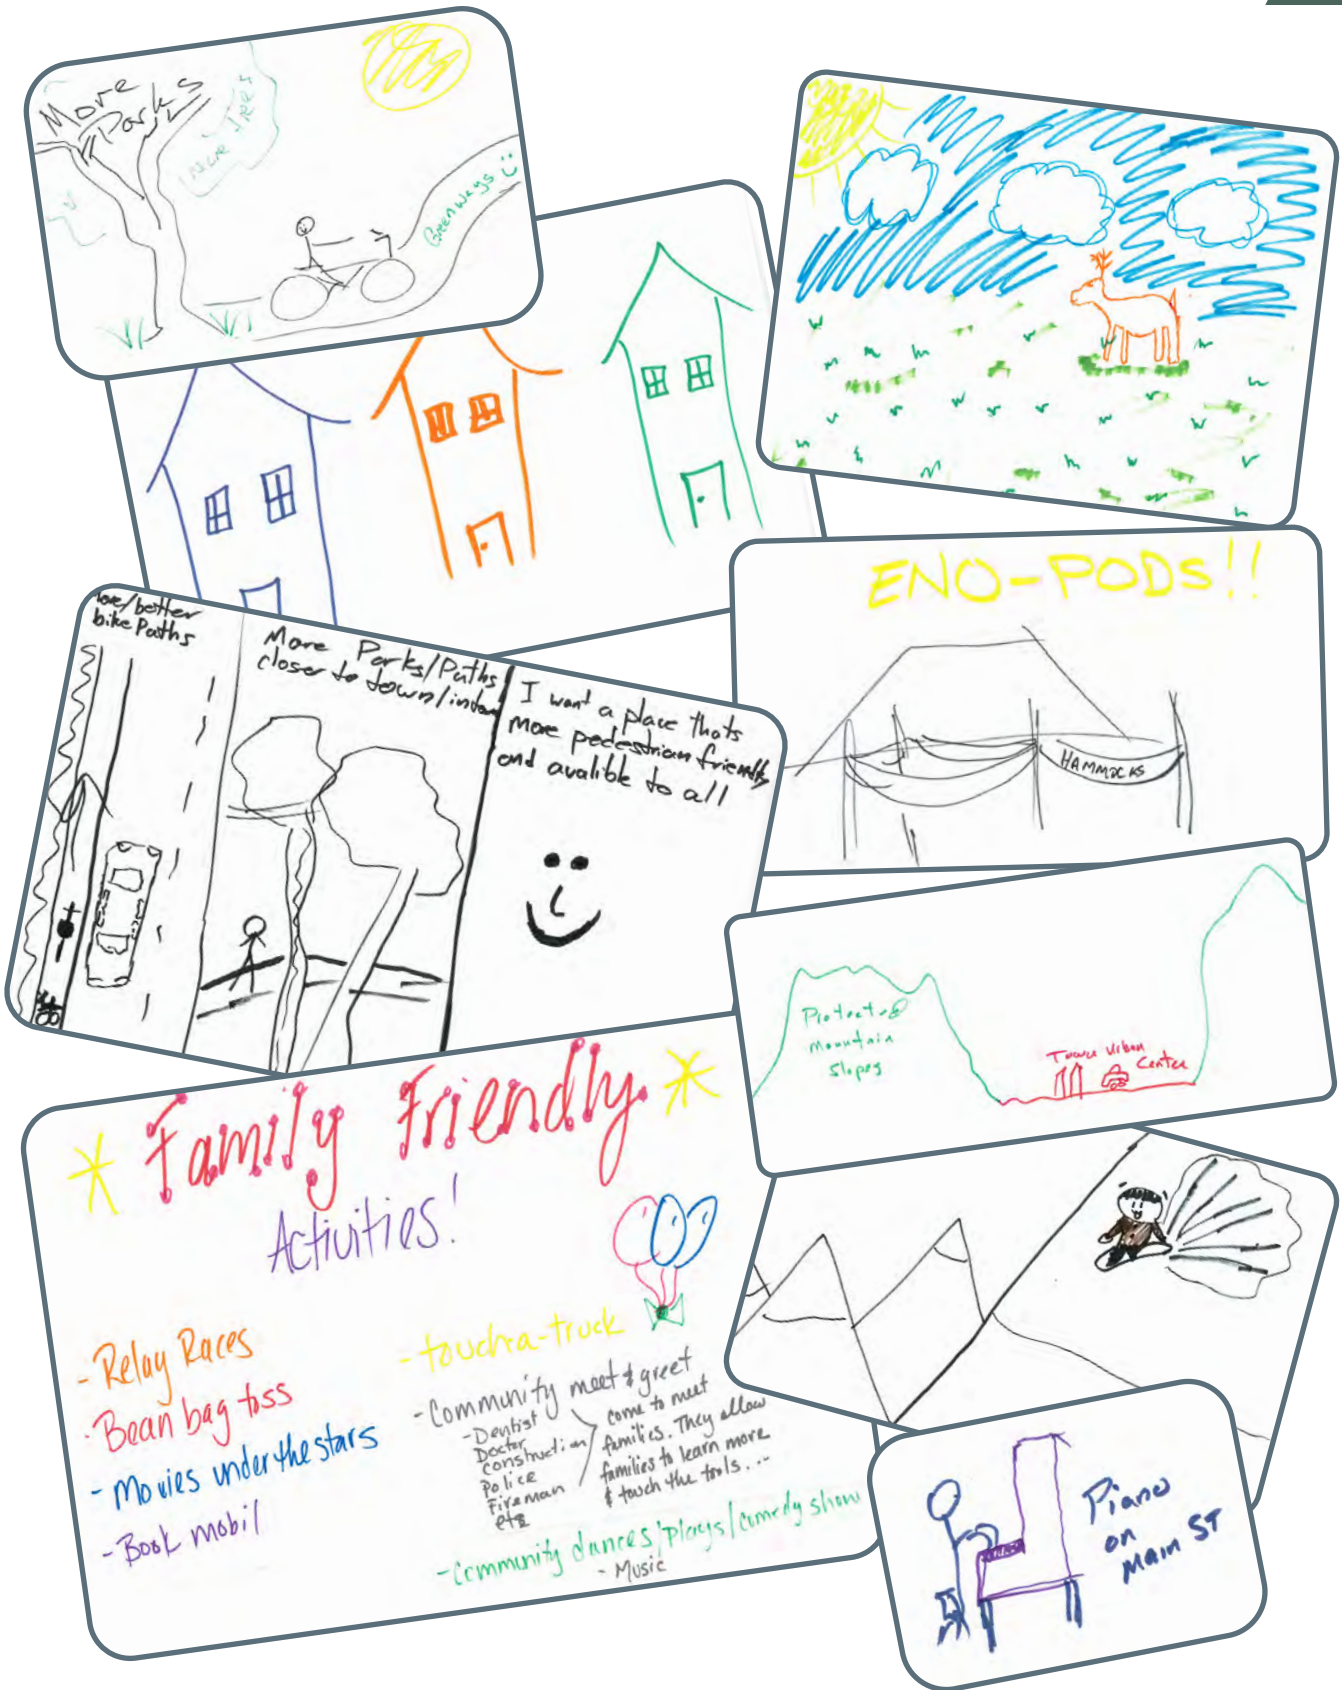 More
Parks
More Trees
Greenways
ENO-PODS!!
HAMMOCKS
more/better
bike Paths
More Parks/Paths
closer to town/in town
I want a place thats
more pedestrian friendly
and avalible to all
Protected
mountain
slopes
Town Urban
Center
Family Friendly
Activities!
- Relay Races
- Bean bag toss
- Movies under the stars
- Book mobil
- touch-a-truck
- Community meet & greet
- Dentist
Doctor
construction
Police
Fireman
etc
come to meet
families. They allow
families to learn more
& touch the tools...
- Community dances/plays/comedy show
- Music
Piano
on
Main ST